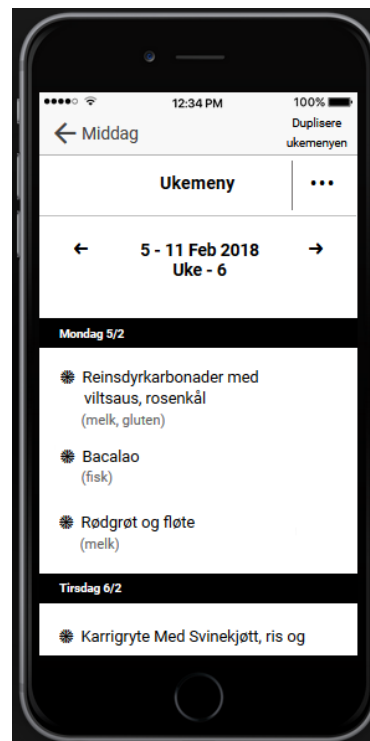 12:34 PM
100%
← Middag
Duplisere
ukemenyen
Ukemeny
•••
← 5 - 11 Feb 2018 →
Uke - 6
Mondag 5/2
Reinsdyrkarbonader med
viltsaus, rosenkål
(melk, gluten)
Bacalao
(fisk)
Rødgrøt og fløte
(melk)
Tirsdag 6/2
Karrigryte Med Svinekjøtt, ris og